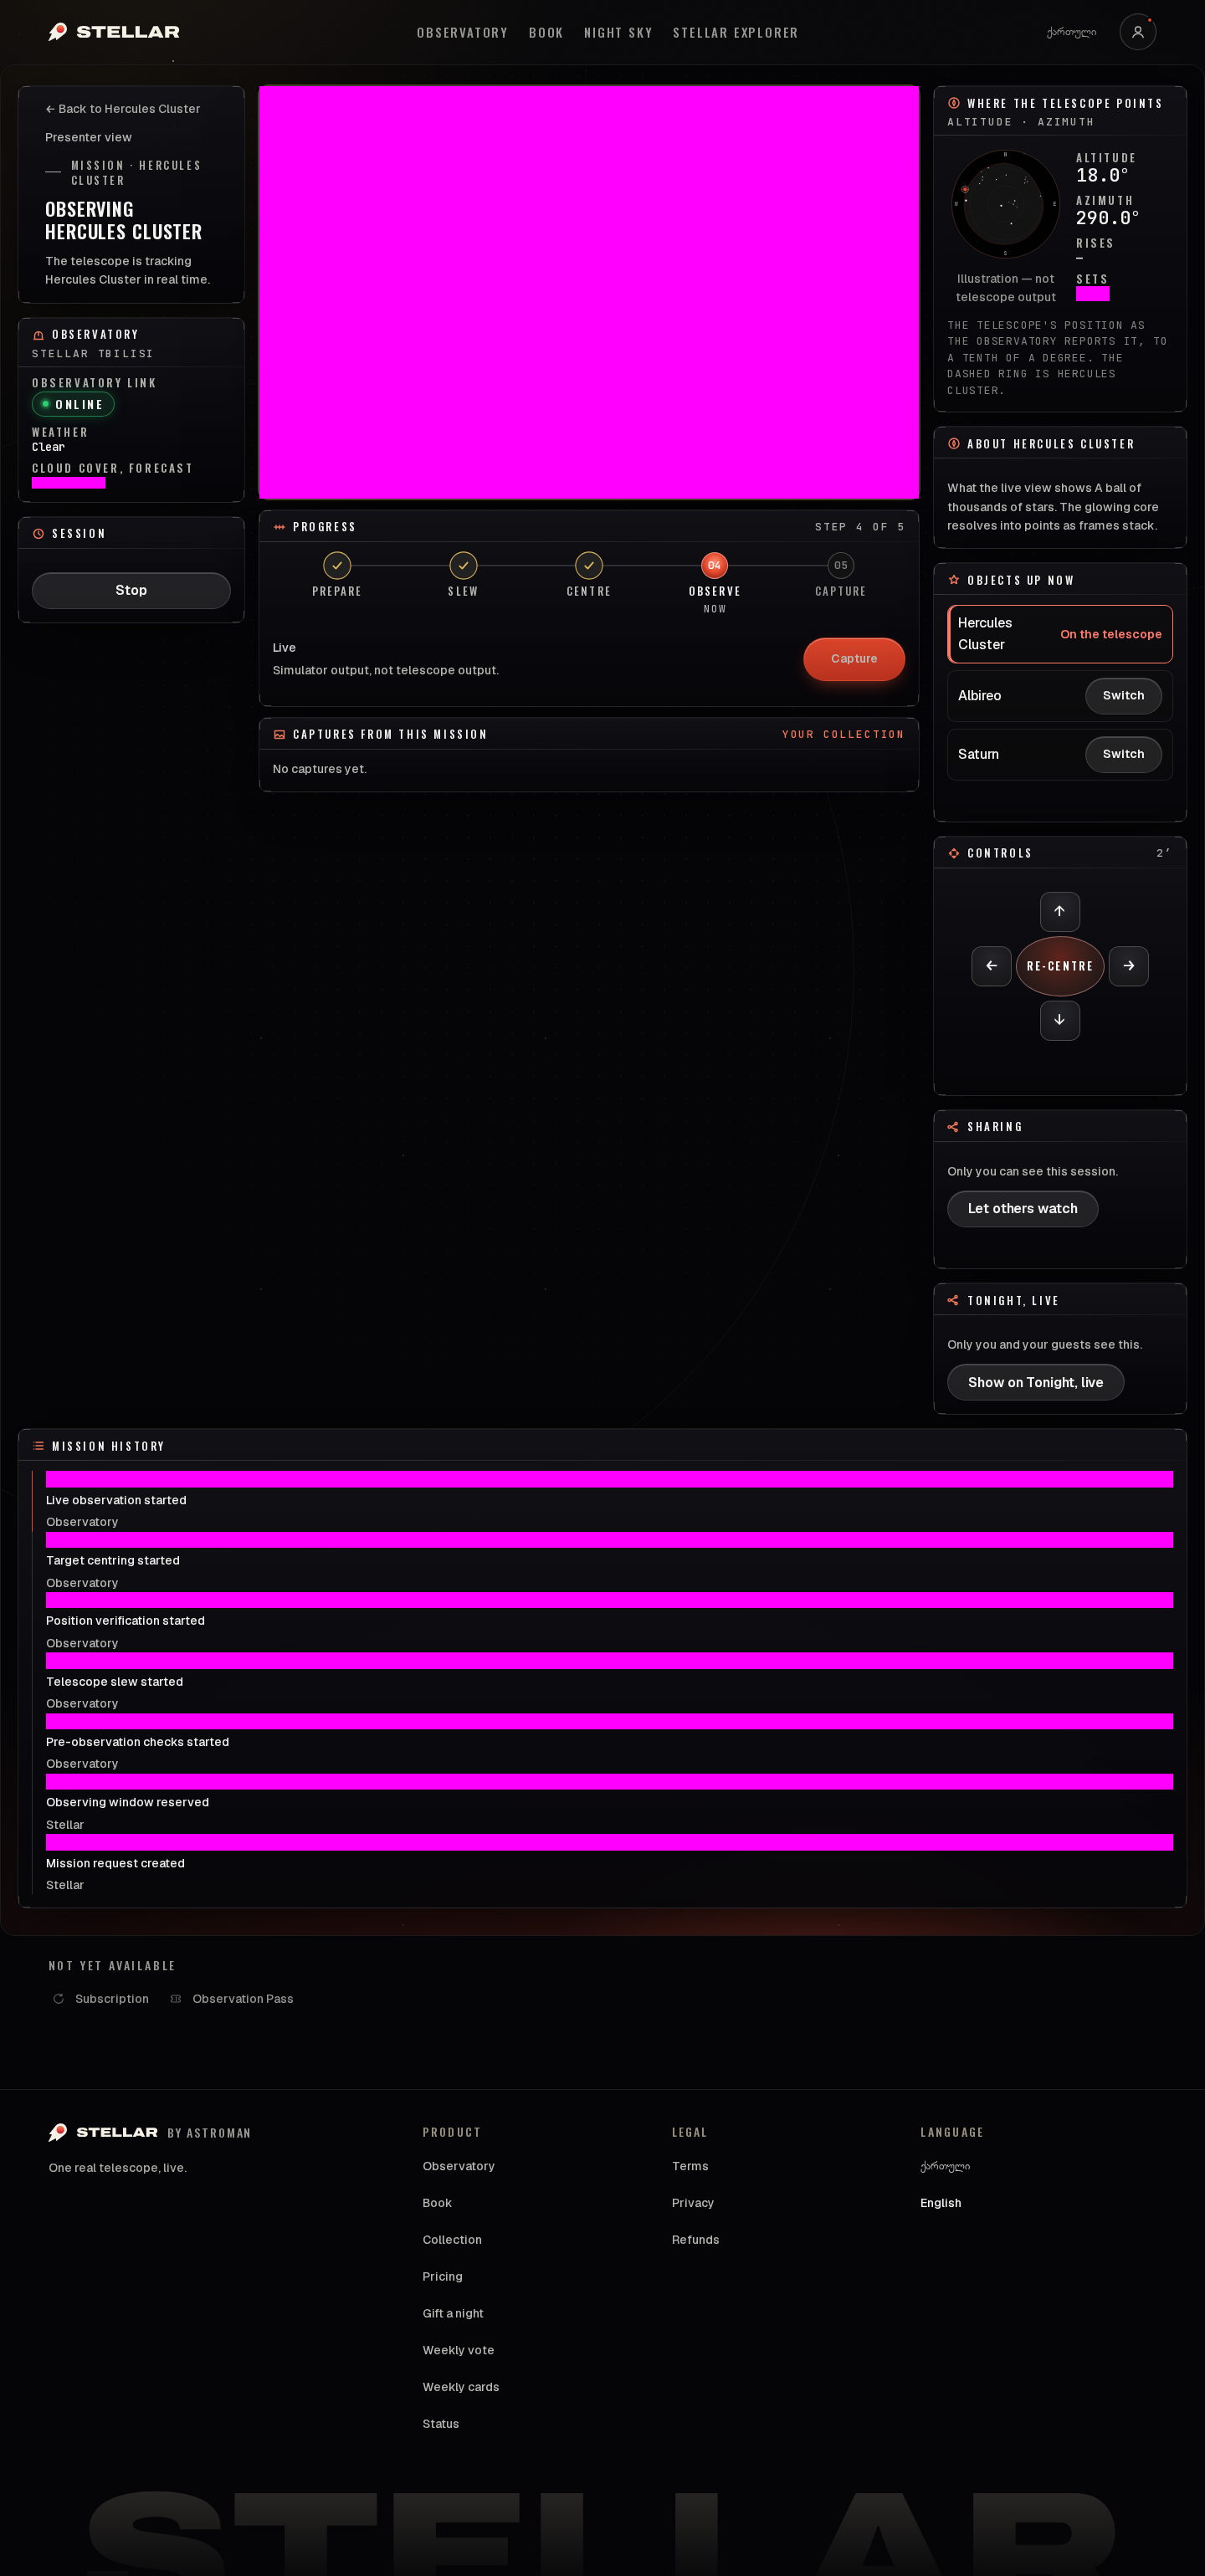 STELLAR
OBSERVATORY BOOK NIGHT SKY STELLAR EXPLORER
ქართული
← Back to Hercules Cluster
Presenter view
MISSION · HERCULES
CLUSTER
OBSERVING
HERCULES CLUSTER
The telescope is tracking
Hercules Cluster in real time.
OBSERVATORY
STELLAR TBILISI
OBSERVATORY LINK
ONLINE
WEATHER
Clear
CLOUD COVER, FORECAST
SESSION
Stop
PROGRESS
STEP 4 OF 5
PREPARE
SLEW
CENTRE
04
OBSERVE
NOW
05
CAPTURE
Live
Simulator output, not telescope output.
Capture
CAPTURES FROM THIS MISSION
YOUR COLLECTION
No captures yet.
WHERE THE TELESCOPE POINTS
ALTITUDE · AZIMUTH
N
E
S
W
Illustration — not
telescope output
ALTITUDE
18.0°
AZIMUTH
290.0°
RISES
—
SETS
THE TELESCOPE'S POSITION AS
THE OBSERVATORY REPORTS IT, TO
A TENTH OF A DEGREE. THE
DASHED RING IS HERCULES
CLUSTER.
ABOUT HERCULES CLUSTER
What the live view shows A ball of
thousands of stars. The glowing core
resolves into points as frames stack.
OBJECTS UP NOW
Hercules
Cluster
On the telescope
Albireo
Switch
Saturn
Switch
CONTROLS
2′
↑
←
RE-CENTRE
→
↓
SHARING
Only you can see this session.
Let others watch
TONIGHT, LIVE
Only you and your guests see this.
Show on Tonight, live
MISSION HISTORY
Live observation started
Observatory
Target centring started
Observatory
Position verification started
Observatory
Telescope slew started
Observatory
Pre-observation checks started
Observatory
Observing window reserved
Stellar
Mission request created
Stellar
NOT YET AVAILABLE
Subscription
Observation Pass
STELLAR BY ASTROMAN
One real telescope, live.
PRODUCT
Observatory
Book
Collection
Pricing
Gift a night
Weekly vote
Weekly cards
Status
LEGAL
Terms
Privacy
Refunds
LANGUAGE
ქართული
English
STELLAR